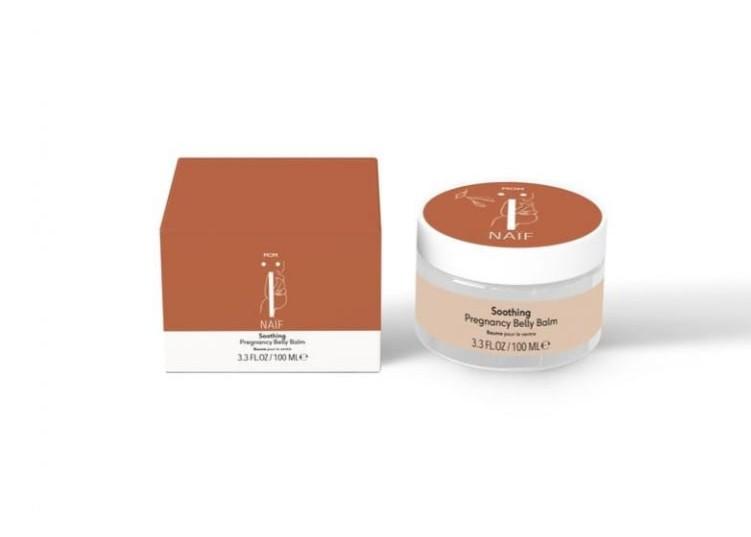 MOM
NAÏF
Soothing
Pregnancy Belly Balm
Baume pour le ventre
3.3 FL.OZ/100 ML℮
MOM
NAÏF
Soothing
Pregnancy Belly Balm
Baume pour le ventre
3.3 FL.OZ/100 ML℮